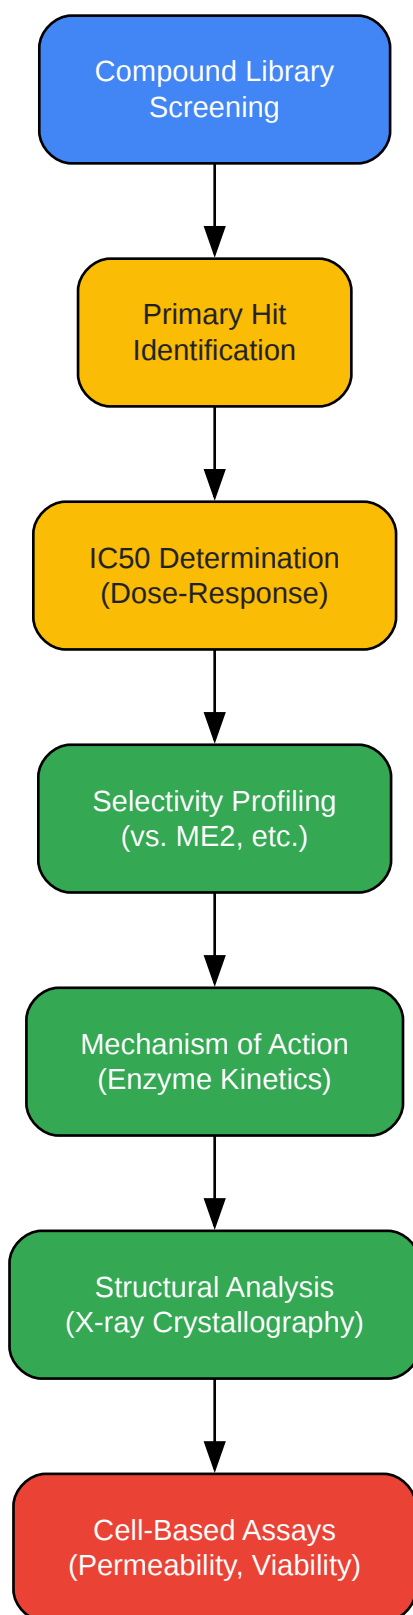 Compound Library
Screening
Primary Hit
Identification
IC50 Determination
(Dose-Response)
Selectivity Profiling
(vs. ME2, etc.)
Mechanism of Action
(Enzyme Kinetics)
Structural Analysis
(X-ray Crystallography)
Cell-Based Assays
(Permeability, Viability)